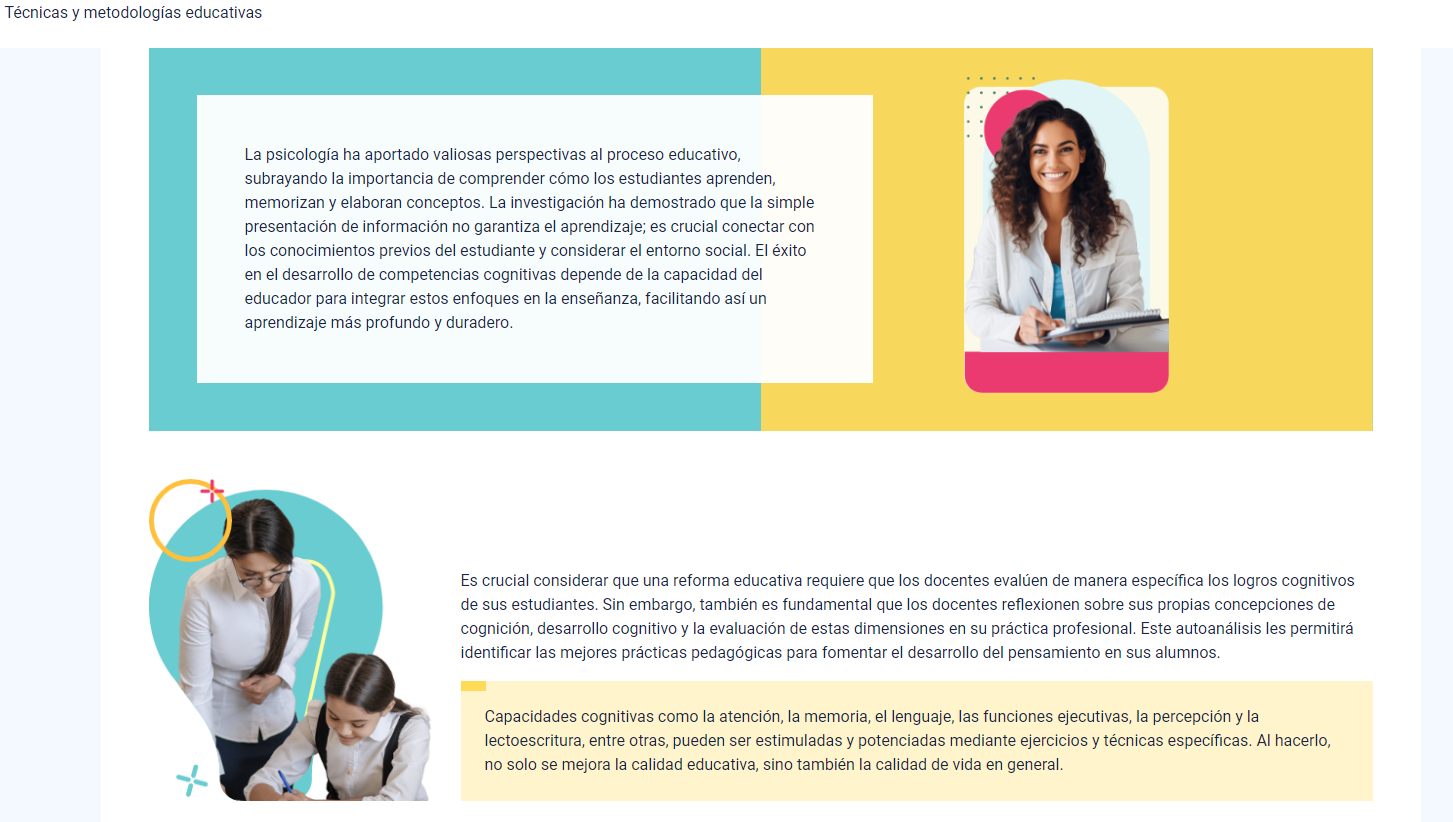 Técnicas y metodologías educativas
La psicología ha aportado valiosas perspectivas al proceso educativo,
subrayando la importancia de comprender cómo los estudiantes aprenden,
memorizan y elaboran conceptos. La investigación ha demostrado que la simple
presentación de información no garantiza el aprendizaje; es crucial conectar con
los conocimientos previos del estudiante y considerar el entorno social. El éxito
en el desarrollo de competencias cognitivas depende de la capacidad del
educador para integrar estos enfoques en la enseñanza, facilitando así un
aprendizaje más profundo y duradero.
Es crucial considerar que una reforma educativa requiere que los docentes evalúen de manera específica los logros cognitivos
de sus estudiantes. Sin embargo, también es fundamental que los docentes reflexionen sobre sus propias concepciones de
cognición, desarrollo cognitivo y la evaluación de estas dimensiones en su práctica profesional. Este autoanálisis les permitirá
identificar las mejores prácticas pedagógicas para fomentar el desarrollo del pensamiento en sus alumnos.
Capacidades cognitivas como la atención, la memoria, el lenguaje, las funciones ejecutivas, la percepción y la
lectoescritura, entre otras, pueden ser estimuladas y potenciadas mediante ejercicios y técnicas específicas. Al hacerlo,
no solo se mejora la calidad educativa, sino también la calidad de vida en general.